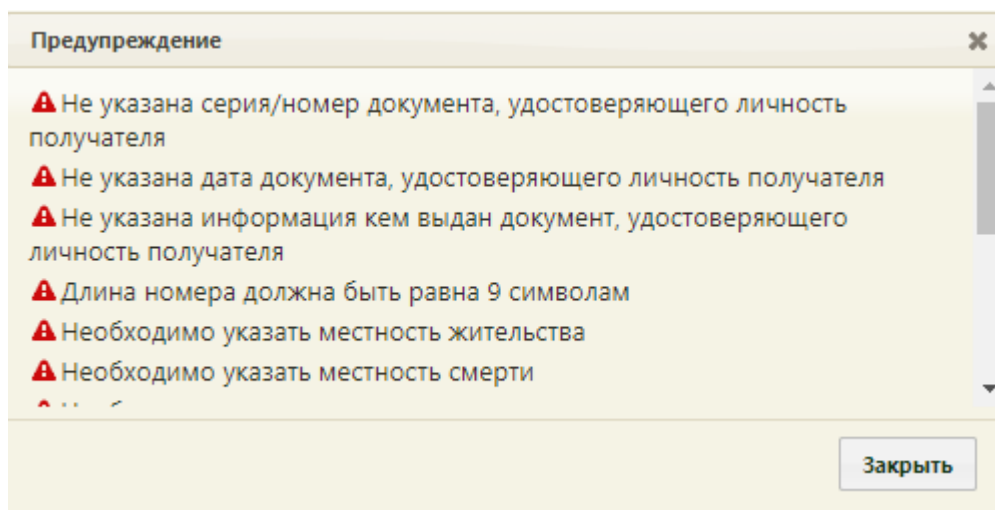 Предупреждение
Не указана серия/номер документа, удостоверяющего личность
получателя
Не указана дата документа, удостоверяющего личность получателя
Не указана информация кем выдан документ, удостоверяющего
личность получателя
Длина номера должна быть равна 9 символам
Необходимо указать местность жительства
Необходимо указать местность смерти
Закрыть